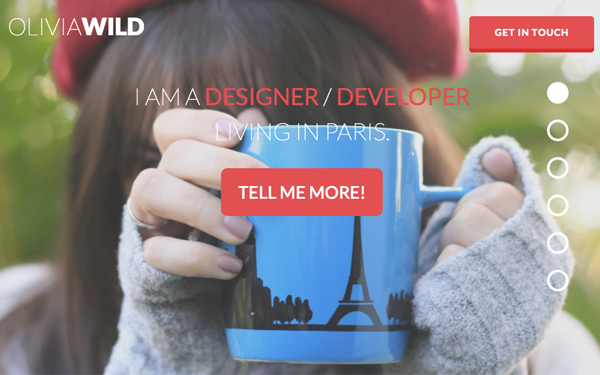 OLIVIAWILD
GET IN TOUCH
I AM A DESIGNER / DEVELOPER
LIVING IN PARIS.
TELL ME MORE!